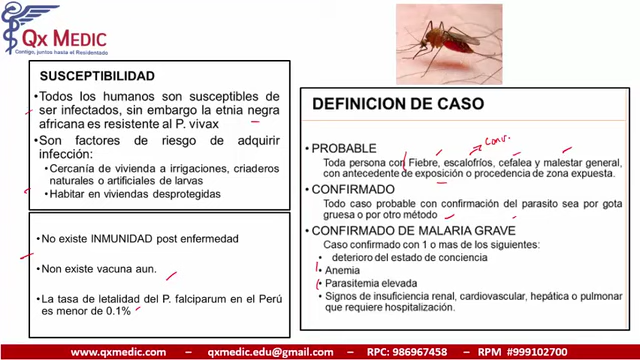 Qx MEDIC
Contigo, juntos hasta el Residentado
SUSCEPTIBILIDAD
• Todos los humanos son susceptibles de
ser infectados, sin embargo la etnia negra
africana es resistente al P. vivax
• Son factores de riesgo de adquirir
infección:
• Cercanía de vivienda a irrigaciones, criaderos
naturales o artificiales de larvas
• Habitar en viviendas desprotegidas
• No existe INMUNIDAD post enfermedad
• Non existe vacuna aun.
• La tasa de letalidad del P. falciparum en el Perú
es menor de 0.1%
DEFINICION DE CASO
• PROBABLE
Toda persona con Fiebre, escalofríos, cefalea y malestar general,
con antecedente de exposición o procedencia de zona expuesta.
• CONFIRMADO
Todo caso probable con confirmación del parasito sea por gota
gruesa o por otro método
• CONFIRMADO DE MALARIA GRAVE
Caso confirmado con 1 o mas de los siguientes:
• deterioro del estado de conciencia
• Anemia
• Parasitemia elevada
• Signos de insuficiencia renal, cardiovascular, hepática o pulmonar
que requiere hospitalización.
www.qxmedic.com - qxmedic.edu@gmail.com - RPC: 986967458 - RPM #999102700